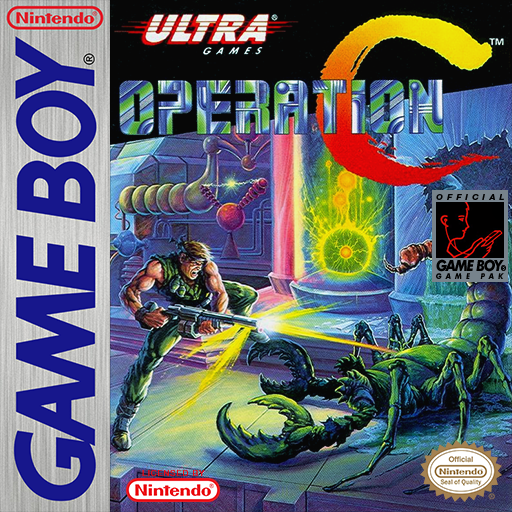 Nintendo®
GAME BOY®
ULTRA®
GAMES
OPERATION C™
OFFICIAL
GAME BOY®
GAME PAK
LICENSED BY
Nintendo®
Official
Nintendo®
Seal of Quality